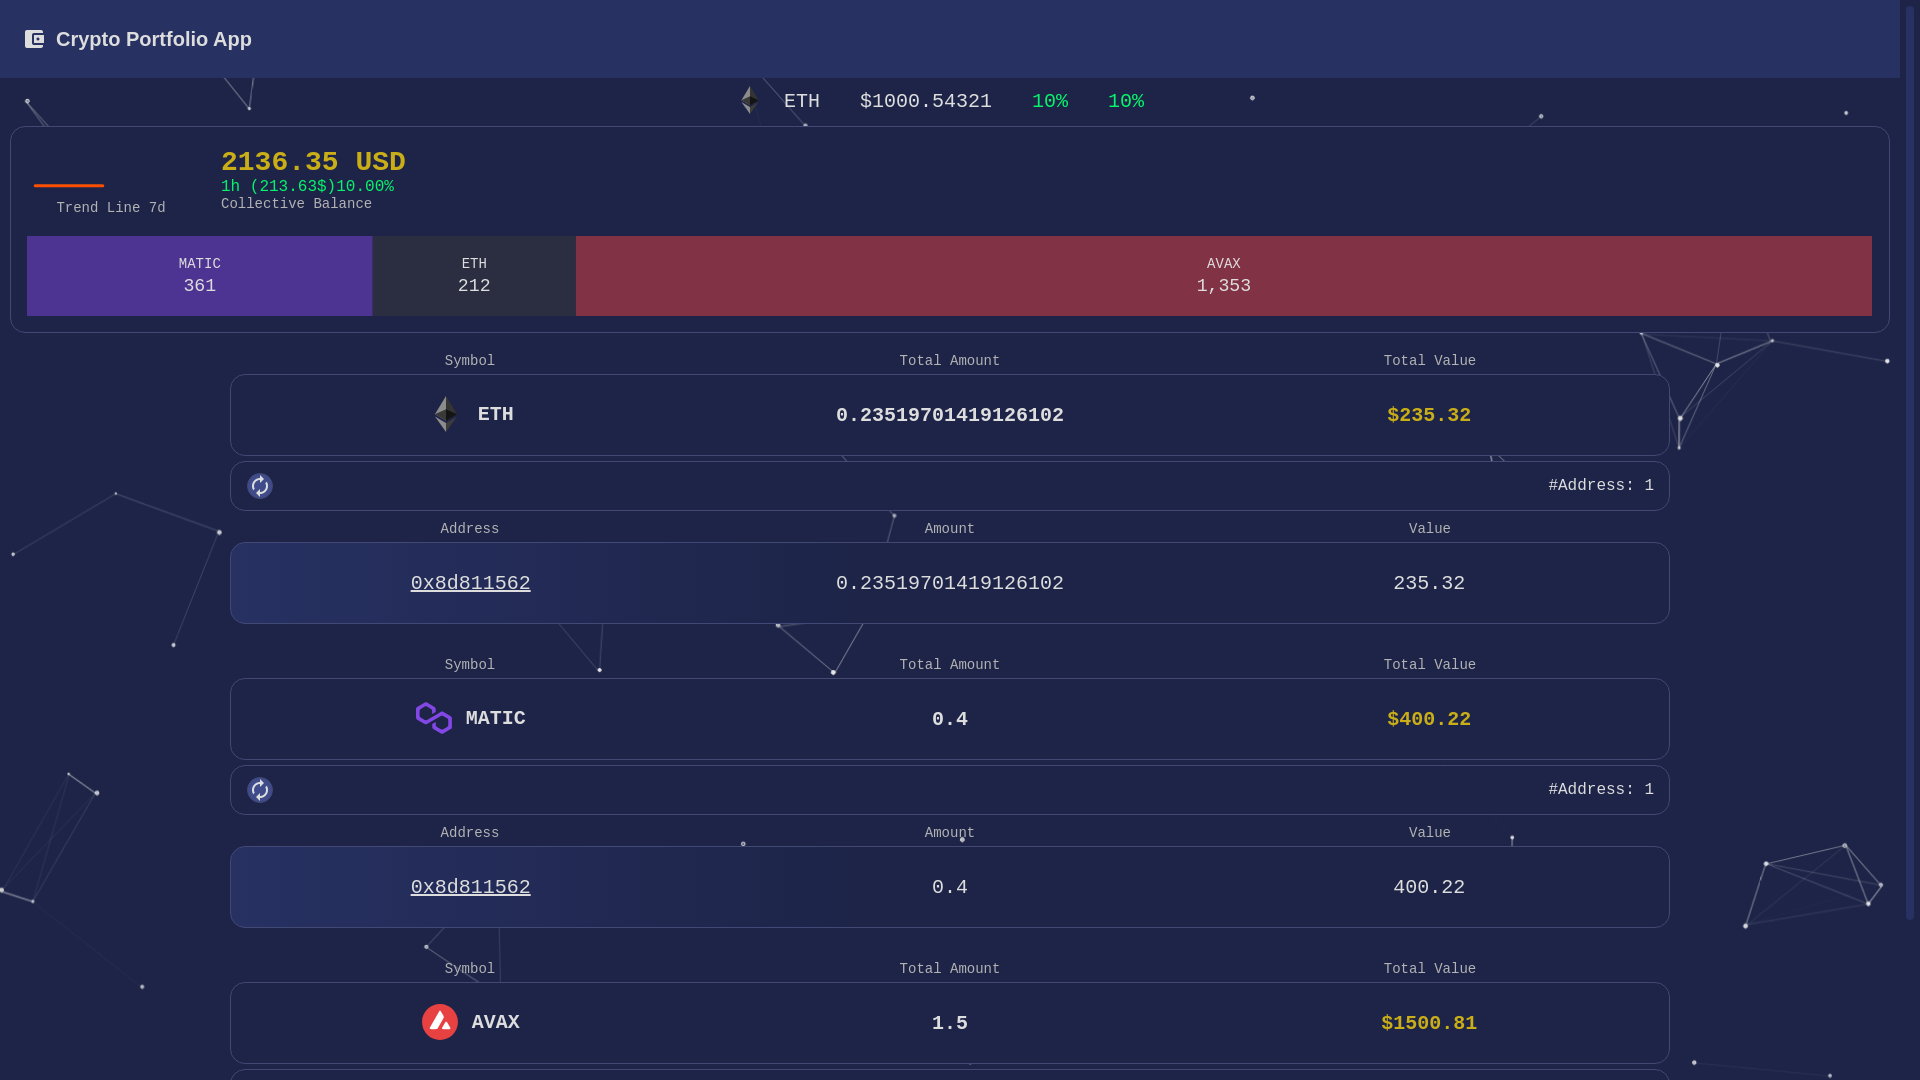 Crypto Portfolio App
ETH $1000.54321 10% 10%
2136.35 USD
1h (213.63$)10.00%
Collective Balance
Trend Line 7d
MATIC
361
ETH
212
AVAX
1,353
Symbol Total Amount Total Value
ETH 0.23519701419126102 $235.32
#Address: 1
Address Amount Value
0x8d811562 0.23519701419126102 235.32
Symbol Total Amount Total Value
MATIC 0.4 $400.22
#Address: 1
Address Amount Value
0x8d811562 0.4 400.22
Symbol Total Amount Total Value
AVAX 1.5 $1500.81